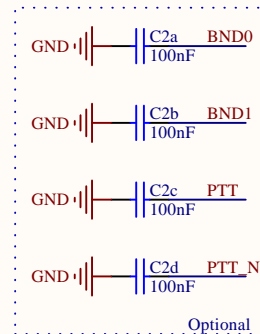 GND C2a BND0
100nF
GND C2b BND1
100nF
GND C2c PTT
100nF
GND C2d PTT_N
100nF
Optional